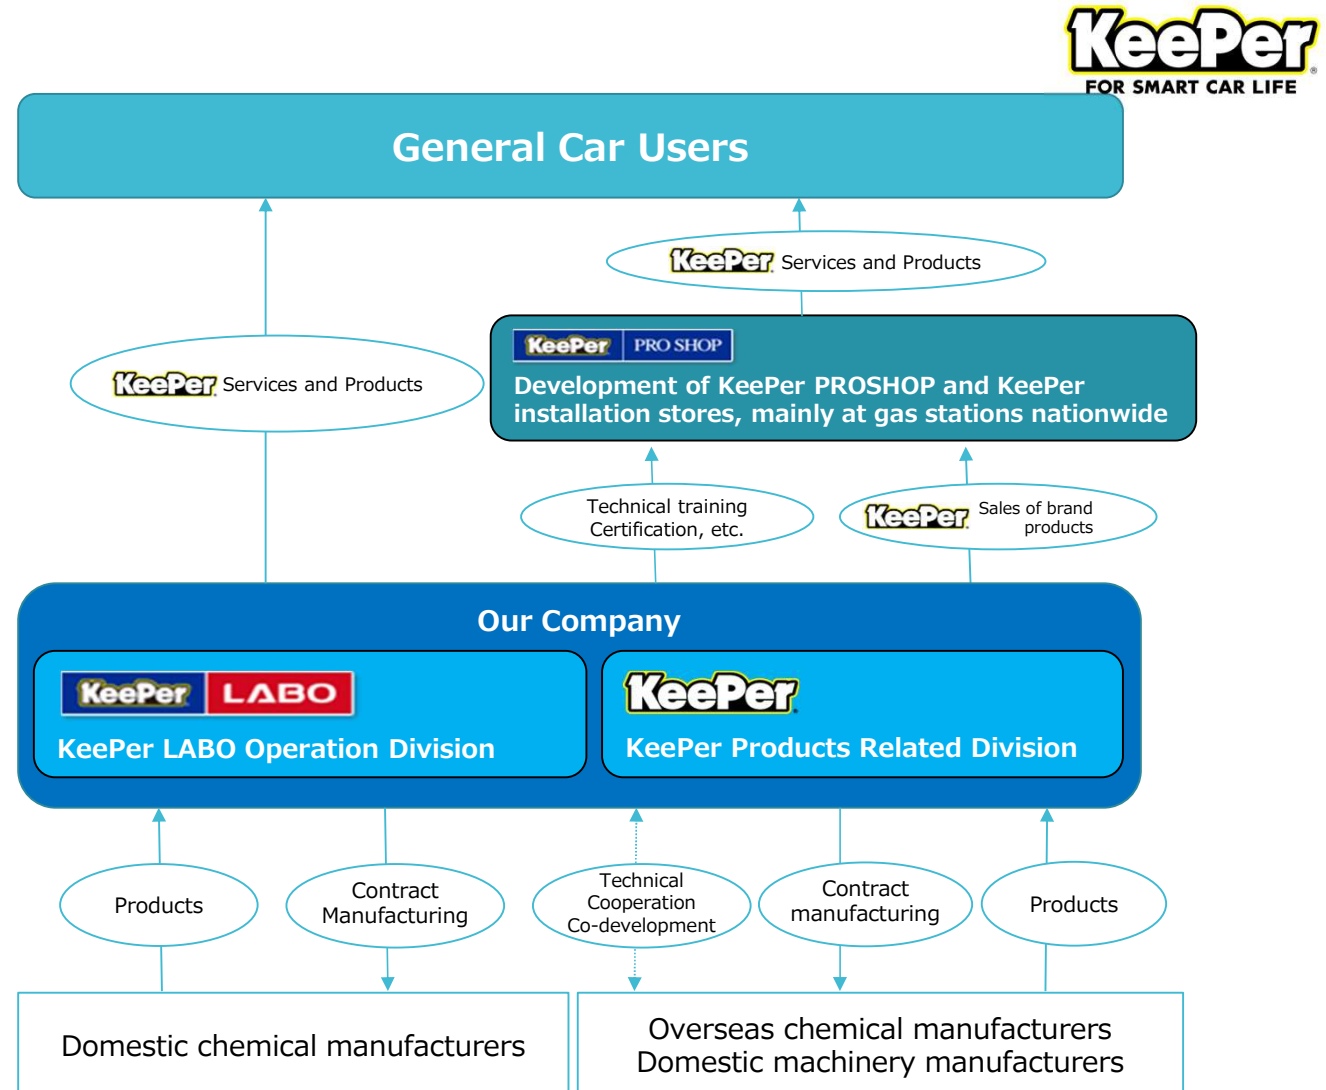 KeePer®
FOR SMART CAR LIFE
General Car Users
KeePer Services and Products
KeePer PRO SHOP
Development of KeePer PROSHOP and KeePer
installation stores, mainly at gas stations nationwide
KeePer Services and Products
Technical training
Certification, etc.
KeePer Sales of brand
products
Our Company
KeePer LABO
KeePer LABO Operation Division
KeePer
KeePer Products Related Division
Products
Contract
Manufacturing
Technical
Cooperation
Co-development
Contract
manufacturing
Products
Domestic chemical manufacturers
Overseas chemical manufacturers
Domestic machinery manufacturers